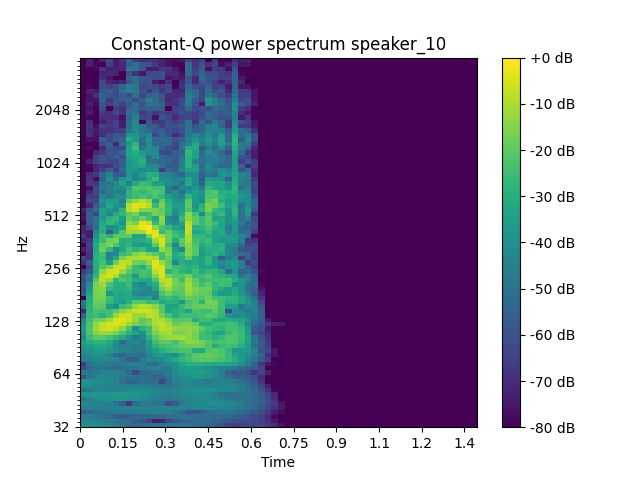 Constant-Q power spectrum speaker_10
Hz
2048
1024
512
256
128
64
32
0 0.15 0.3 0.45 0.6 0.75 0.9 1.1 1.2 1.4
Time
+0 dB
-10 dB
-20 dB
-30 dB
-40 dB
-50 dB
-60 dB
-70 dB
-80 dB